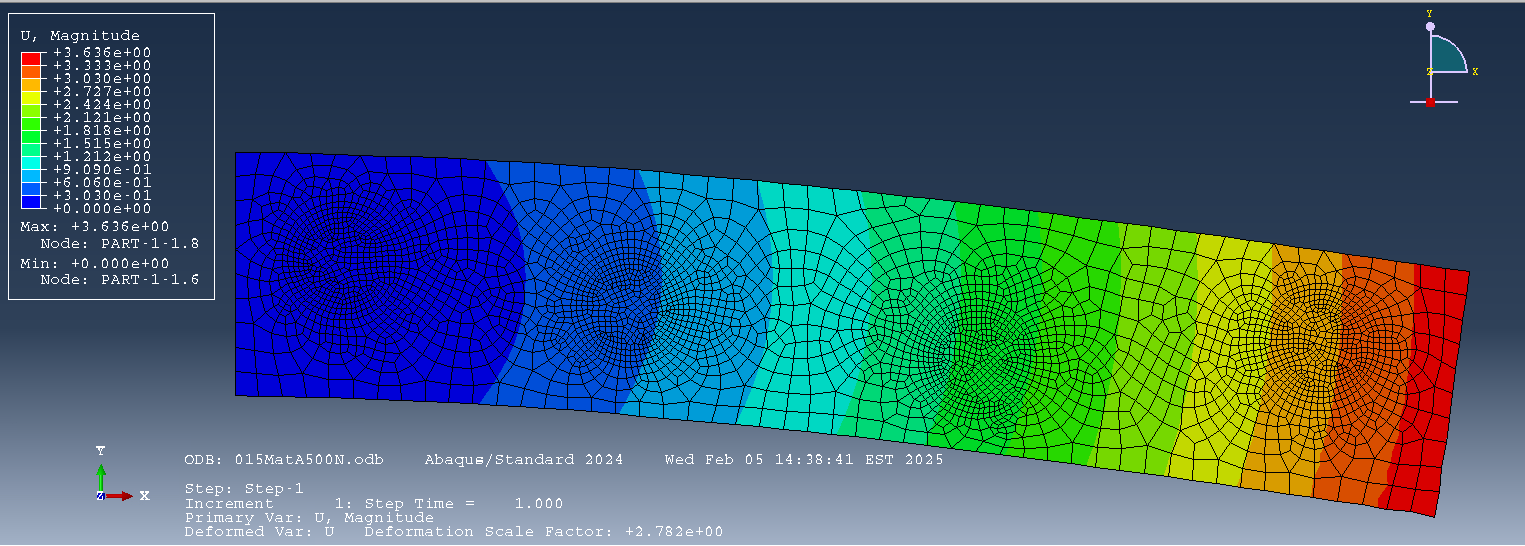 U, Magnitude
+3.636e+00
+3.333e+00
+3.030e+00
+2.727e+00
+2.424e+00
+2.121e+00
+1.818e+00
+1.515e+00
+1.212e+00
+9.090e-01
+6.060e-01
+3.030e-01
+0.000e+00
Max: +3.636e+00
Node: PART-1-1.8
Min: +0.000e+00
Node: PART-1-1.6
Y
Z X
Y
Z X
ODB: 015MatA500N.odb Abaqus/Standard 2024 Wed Feb 05 14:38:41 EST 2025
Step: Step-1
Increment 1: Step Time = 1.000
Primary Var: U, Magnitude
Deformed Var: U Deformation Scale Factor: +2.782e+00